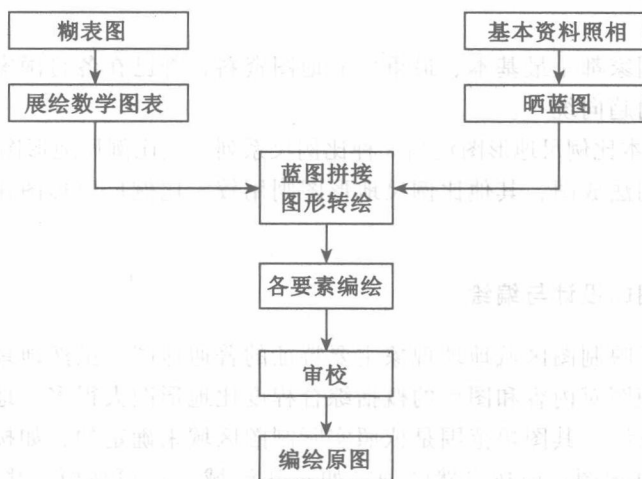 糊表图
基本资料照相
展绘数学图表
晒蓝图
蓝图拼接
图形转绘
各要素编绘
审校
编绘原图